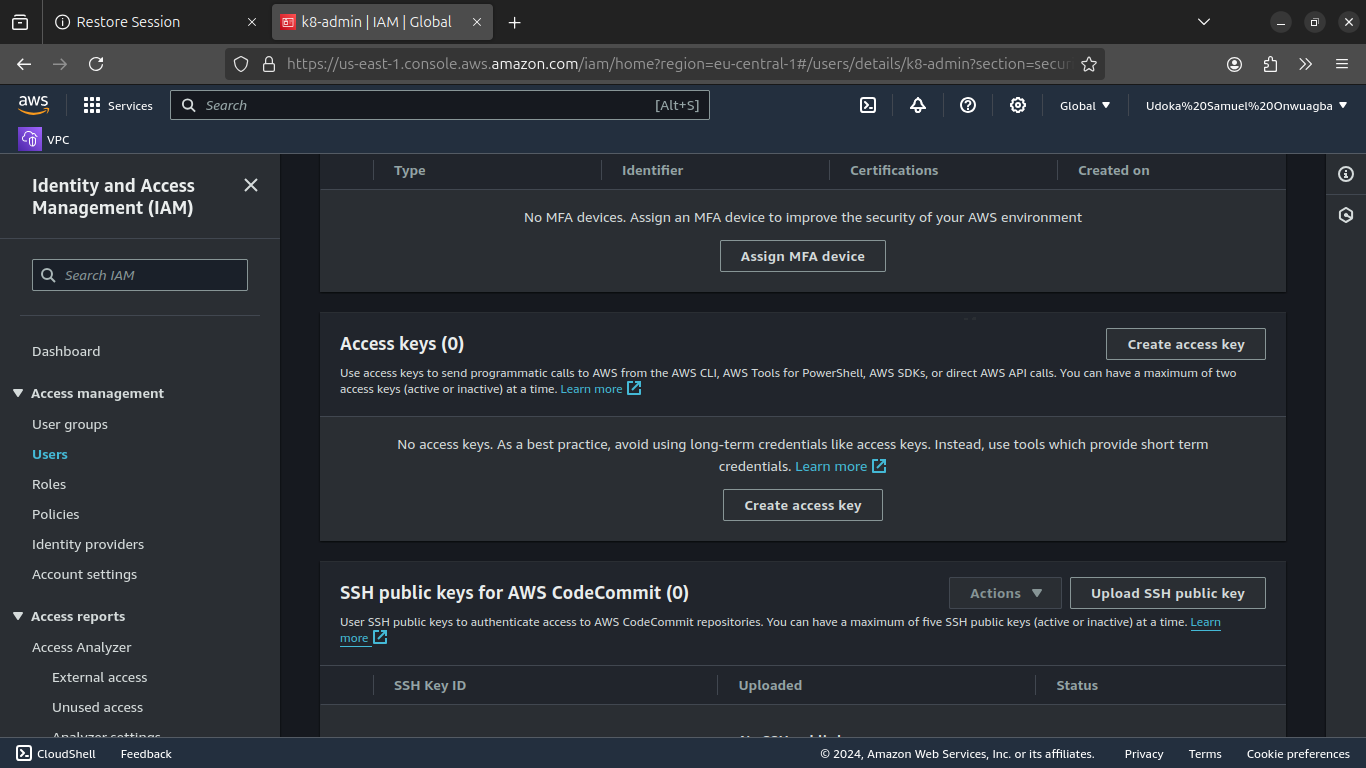 Restore Session
k8-admin | IAM | Global
https://us-east-1.console.aws.amazon.com/iam/home?region=eu-central-1#/users/details/k8-admin?section=secu
aws
Services
Search
[Alt+S]
Global
Udoka%20Samuel%20Onwuagba
VPC
Identity and Access
Management (IAM)
Search IAM
Dashboard
Access management
User groups
Users
Roles
Policies
Identity providers
Account settings
Access reports
Access Analyzer
External access
Unused access
Analyzer settings
Type
Identifier
Certifications
Created on
No MFA devices. Assign an MFA device to improve the security of your AWS environment
Assign MFA device
Access keys (0)
Create access key
Use access keys to send programmatic calls to AWS from the AWS CLI, AWS Tools for PowerShell, AWS SDKs, or direct AWS API calls. You can have a maximum of two
access keys (active or inactive) at a time. Learn more
No access keys. As a best practice, avoid using long-term credentials like access keys. Instead, use tools which provide short term
credentials. Learn more
Create access key
SSH public keys for AWS CodeCommit (0)
Actions
Upload SSH public key
User SSH public keys to authenticate access to AWS CodeCommit repositories. You can have a maximum of five SSH public keys (active or inactive) at a time. Learn
more
SSH Key ID
Uploaded
Status
CloudShell
Feedback
© 2024, Amazon Web Services, Inc. or its affiliates.
Privacy
Terms
Cookie preferences